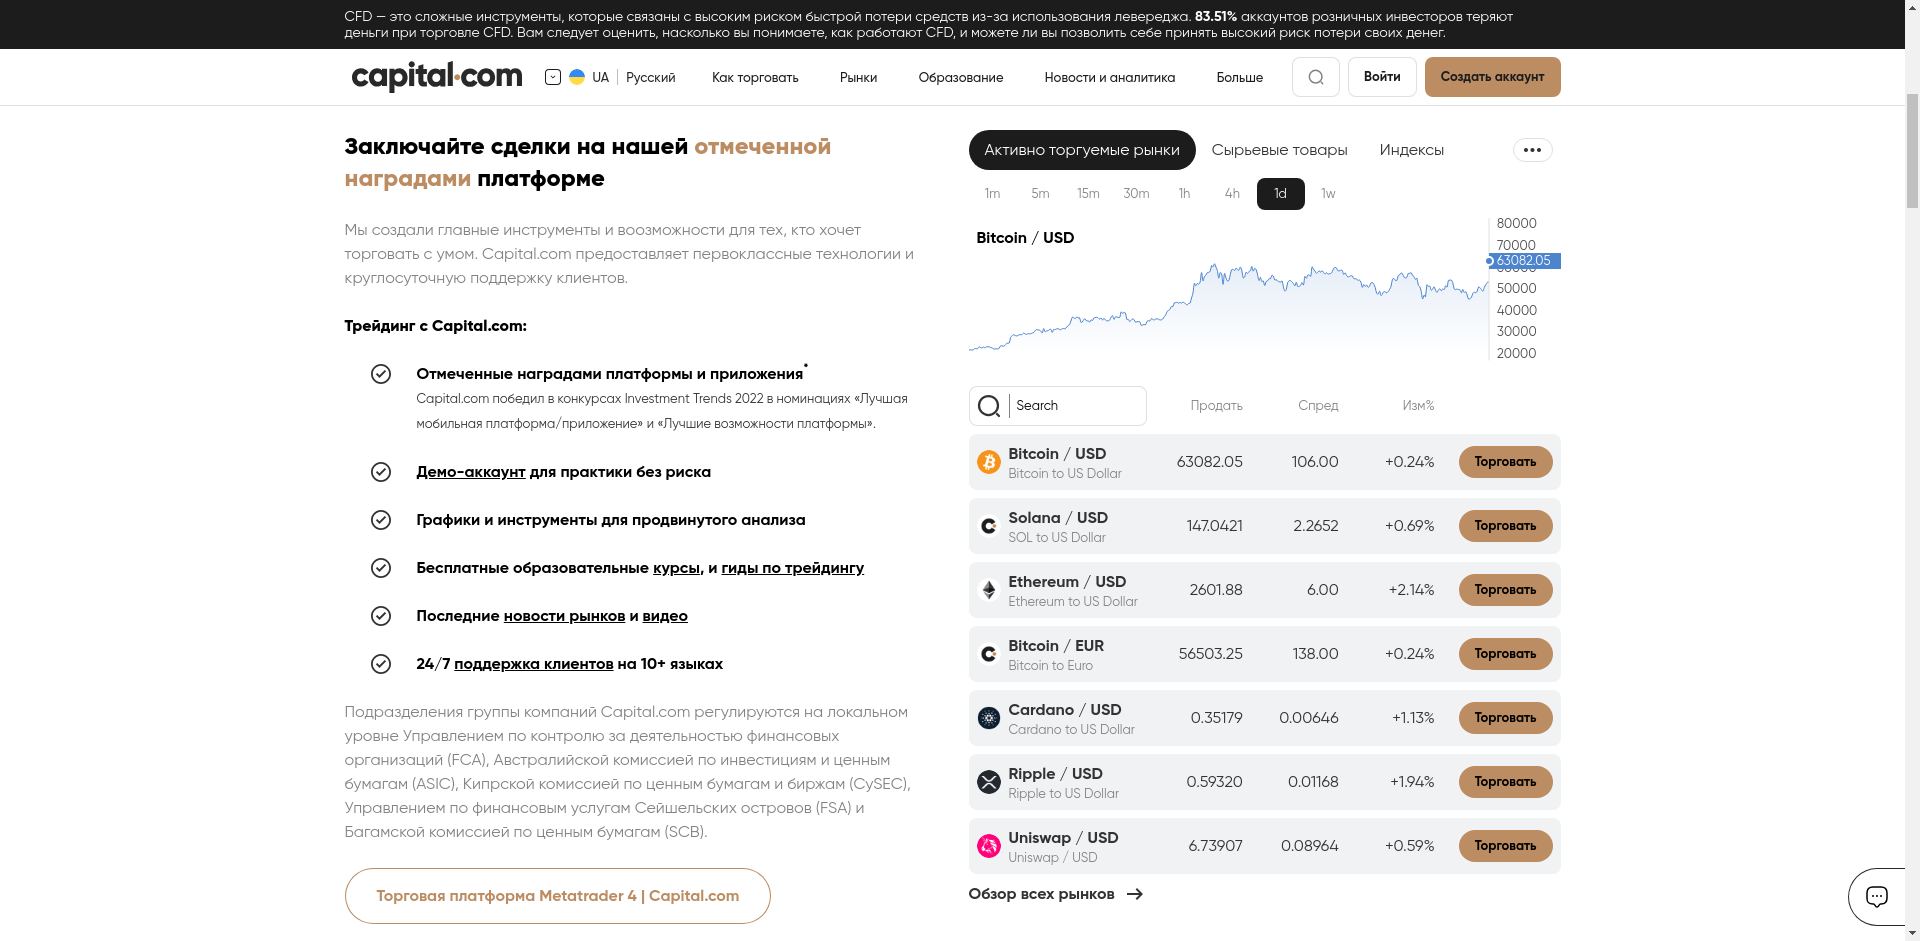 CFD — это сложные инструменты, которые связаны с высоким риском быстрой потери средств из-за использования левереджа. 83.51% аккаунтов розничных инвесторов теряют
деньги при торговле CFD. Вам следует оценить, насколько вы понимаете, как работают CFD, и можете ли вы позволить себе принять высокий риск потери своих денег.
capital.com
UA | Русский
Как торговать
Рынки
Образование
Новости и аналитика
Больше
Войти
Создать аккаунт
Заключайте сделки на нашей отмеченной
наградами платформе
Мы создали главные инструменты и воозможности для тех, кто хочет
торговать с умом. Capital.com предоставляет первоклассные технологии и
круглосуточную поддержку клиентов.
Трейдинг с Capital.com:
Отмеченные наградами платформы и приложения*
Capital.com победил в конкурсах Investment Trends 2022 в номинациях «Лучшая
мобильная платформа/приложение» и «Лучшие возможности платформы».
Демо-аккаунт для практики без риска
Графики и инструменты для продвинутого анализа
Бесплатные образовательные курсы, и гиды по трейдингу
Последние новости рынков и видео
24/7 поддержка клиентов на 10+ языках
Подразделения группы компаний Capital.com регулируются на локальном
уровне Управлением по контролю за деятельностью финансовых
организаций (FCA), Австралийской комиссией по инвестициям и ценным
бумагам (ASIC), Кипрской комиссией по ценным бумагам и биржам (CySEC),
Управлением по финансовым услугам Сейшельских островов (FSA) и
Багамской комиссией по ценным бумагам (SCB).
Торговая платформа Metatrader 4 | Capital.com
Активно торгуемые рынки
Сырьевые товары
Индексы
1m 5m 15m 30m 1h 4h 1d 1w
Bitcoin / USD
80000
70000
63082.05
50000
40000
30000
20000
Search
Продать Спред Изм%
Bitcoin / USD
Bitcoin to US Dollar
63082.05 106.00 +0.24% Торговать
Solana / USD
SOL to US Dollar
147.0421 2.2652 +0.69% Торговать
Ethereum / USD
Ethereum to US Dollar
2601.88 6.00 +2.14% Торговать
Bitcoin / EUR
Bitcoin to Euro
56503.25 138.00 +0.24% Торговать
Cardano / USD
Cardano to US Dollar
0.35179 0.00646 +1.13% Торговать
Ripple / USD
Ripple to US Dollar
0.59320 0.01168 +1.94% Торговать
Uniswap / USD
Uniswap / USD
6.73907 0.08964 +0.59% Торговать
Обзор всех рынков